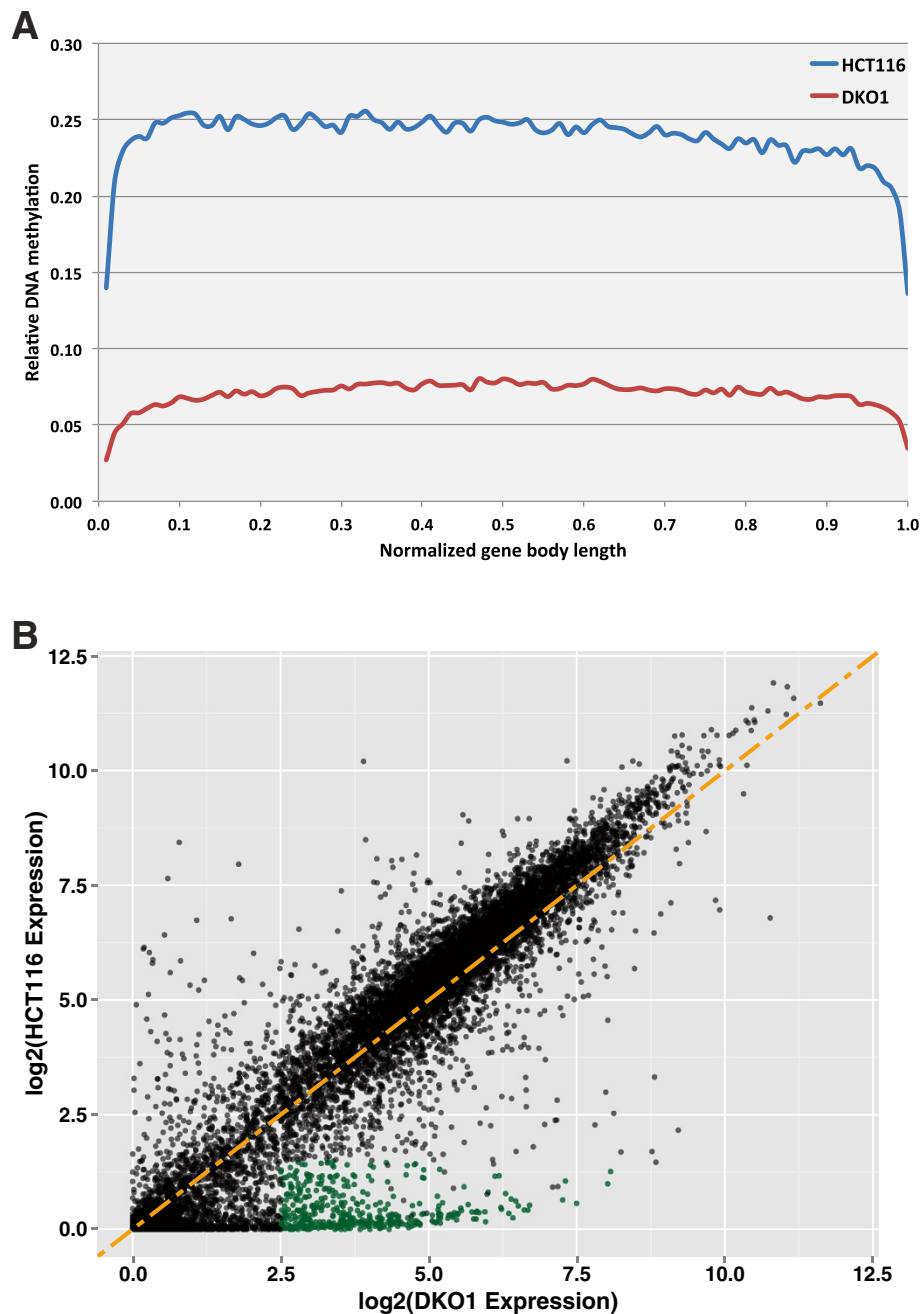 A
Relative DNA methylation
0.30
0.25
0.20
0.15
0.10
0.05
0.00
HCT116
DKO1
0.0 0.1 0.2 0.3 0.4 0.5 0.6 0.7 0.8 0.9 1.0
Normalized gene body length
B
log2(HCT116 Expression)
12.5
10.0
7.5
5.0
2.5
0.0
0.0 2.5 5.0 7.5 10.0 12.5
log2(DKO1 Expression)